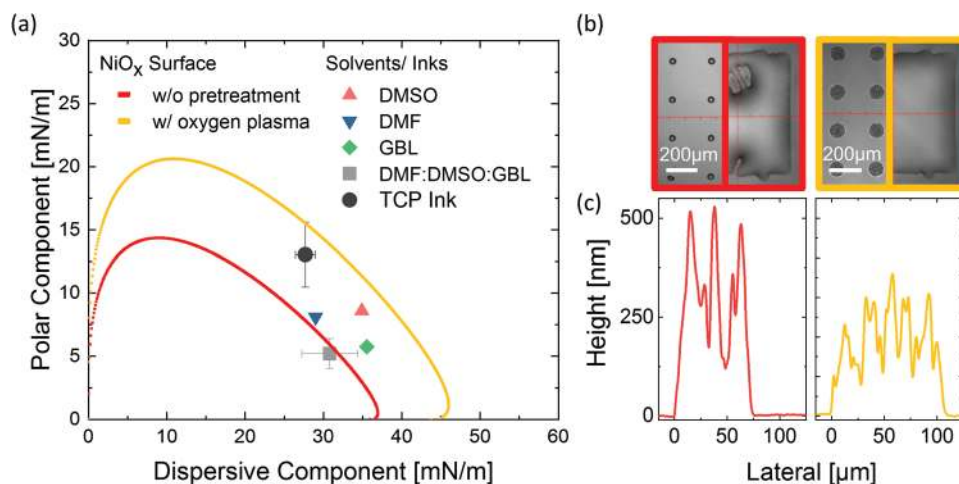 (a)
30
25
20
15
10
5
0
0
10
20
30
40
50
60
Polar Component [mN/m]
Dispersive Component [mN/m]
NiOx Surface
w/o pretreatment
w/ oxygen plasma
Solvents/ Inks
DMSO
DMF
GBL
DMF:DMSO:GBL
TCP Ink
(b)
200µm
200µm
(c)
500
250
0
Height [nm]
0
50
100
0
50
100
Lateral [µm]